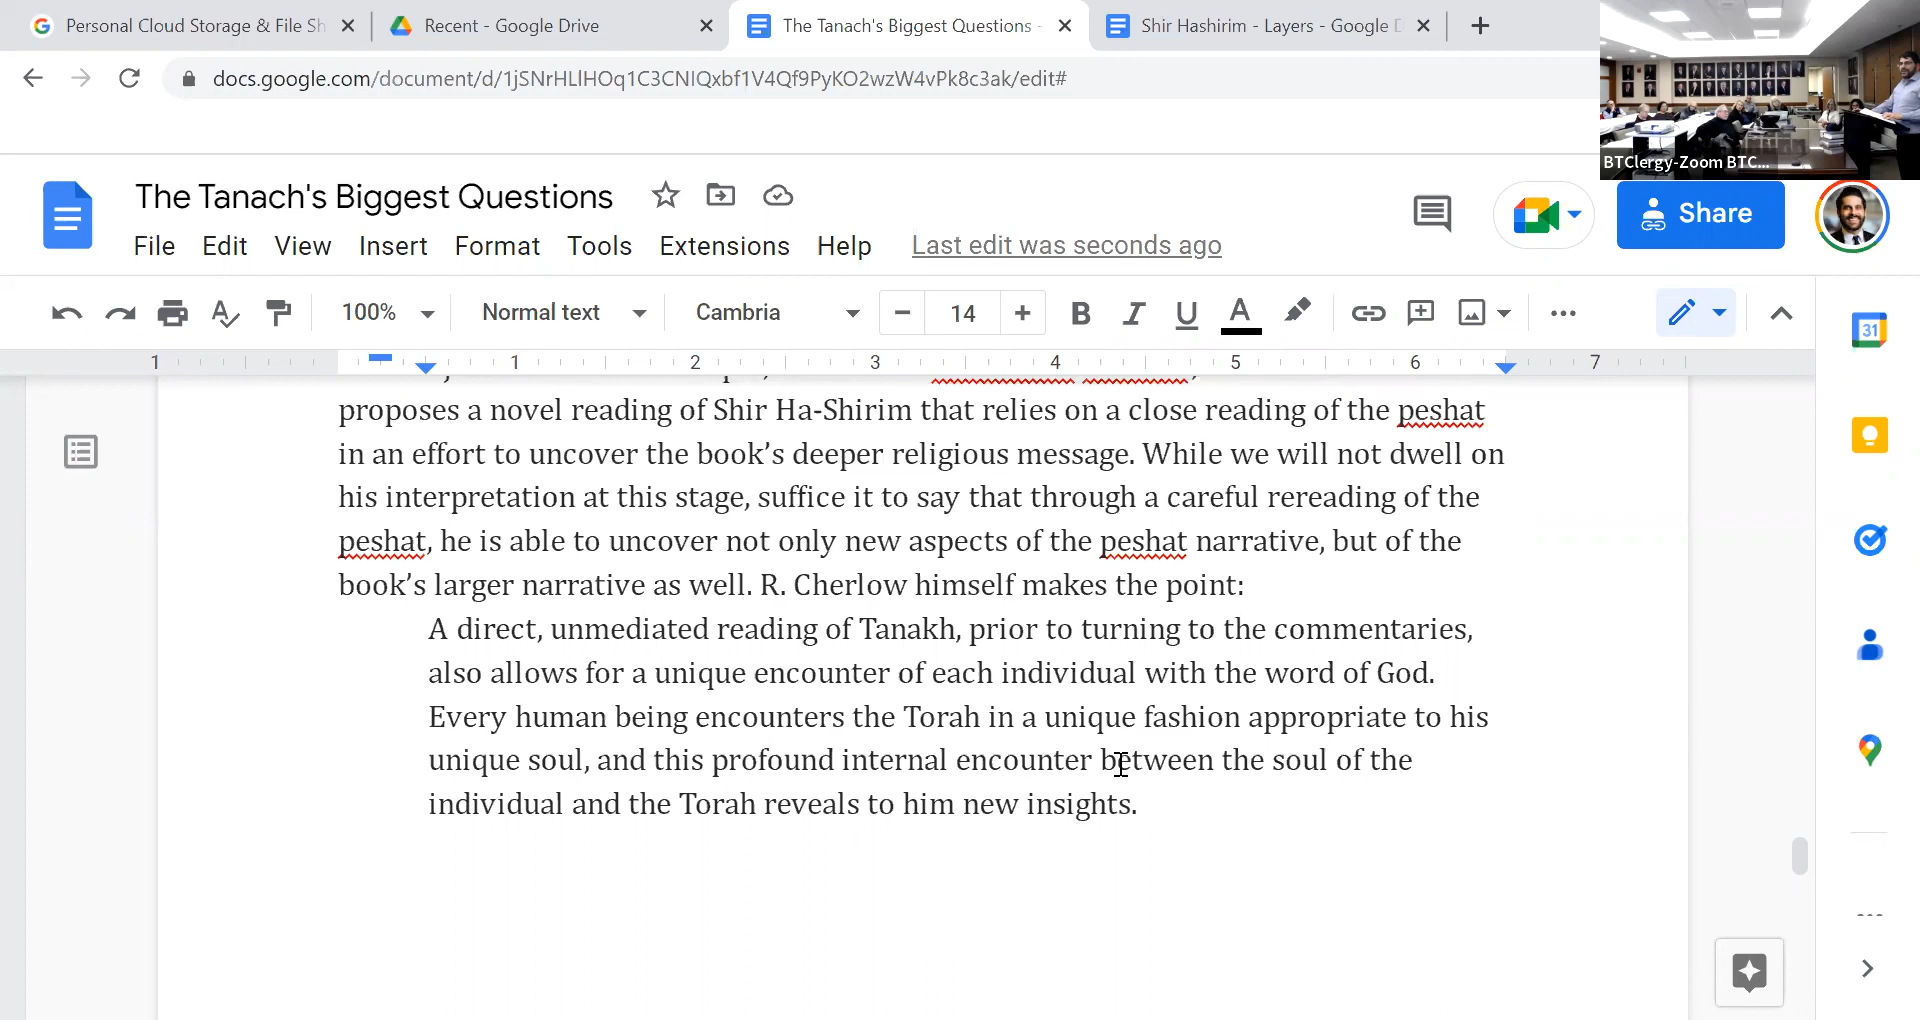 Personal Cloud Storage & File Sh
Recent - Google Drive
The Tanach's Biggest Questions -
Shir Hashirim - Layers - Google D
docs.google.com/document/d/1jSNrHLlHOq1C3CNIQxbf1V4Qf9PyKO2wzW4vPk8c3ak/edit#
BTClergy-Zoom BTC...
The Tanach's Biggest Questions
Share
File Edit View Insert Format Tools Extensions Help Last edit was seconds ago
100% Normal text Cambria 14 B I U A
31
1 1 2 3 4 5 6 7
proposes a novel reading of Shir Ha-Shirim that relies on a close reading of the peshat
in an effort to uncover the book’s deeper religious message. While we will not dwell on
his interpretation at this stage, suffice it to say that through a careful rereading of the
peshat, he is able to uncover not only new aspects of the peshat narrative, but of the
book’s larger narrative as well. R. Cherlow himself makes the point:
A direct, unmediated reading of Tanakh, prior to turning to the commentaries,
also allows for a unique encounter of each individual with the word of God.
Every human being encounters the Torah in a unique fashion appropriate to his
unique soul, and this profound internal encounter between the soul of the
individual and the Torah reveals to him new insights.